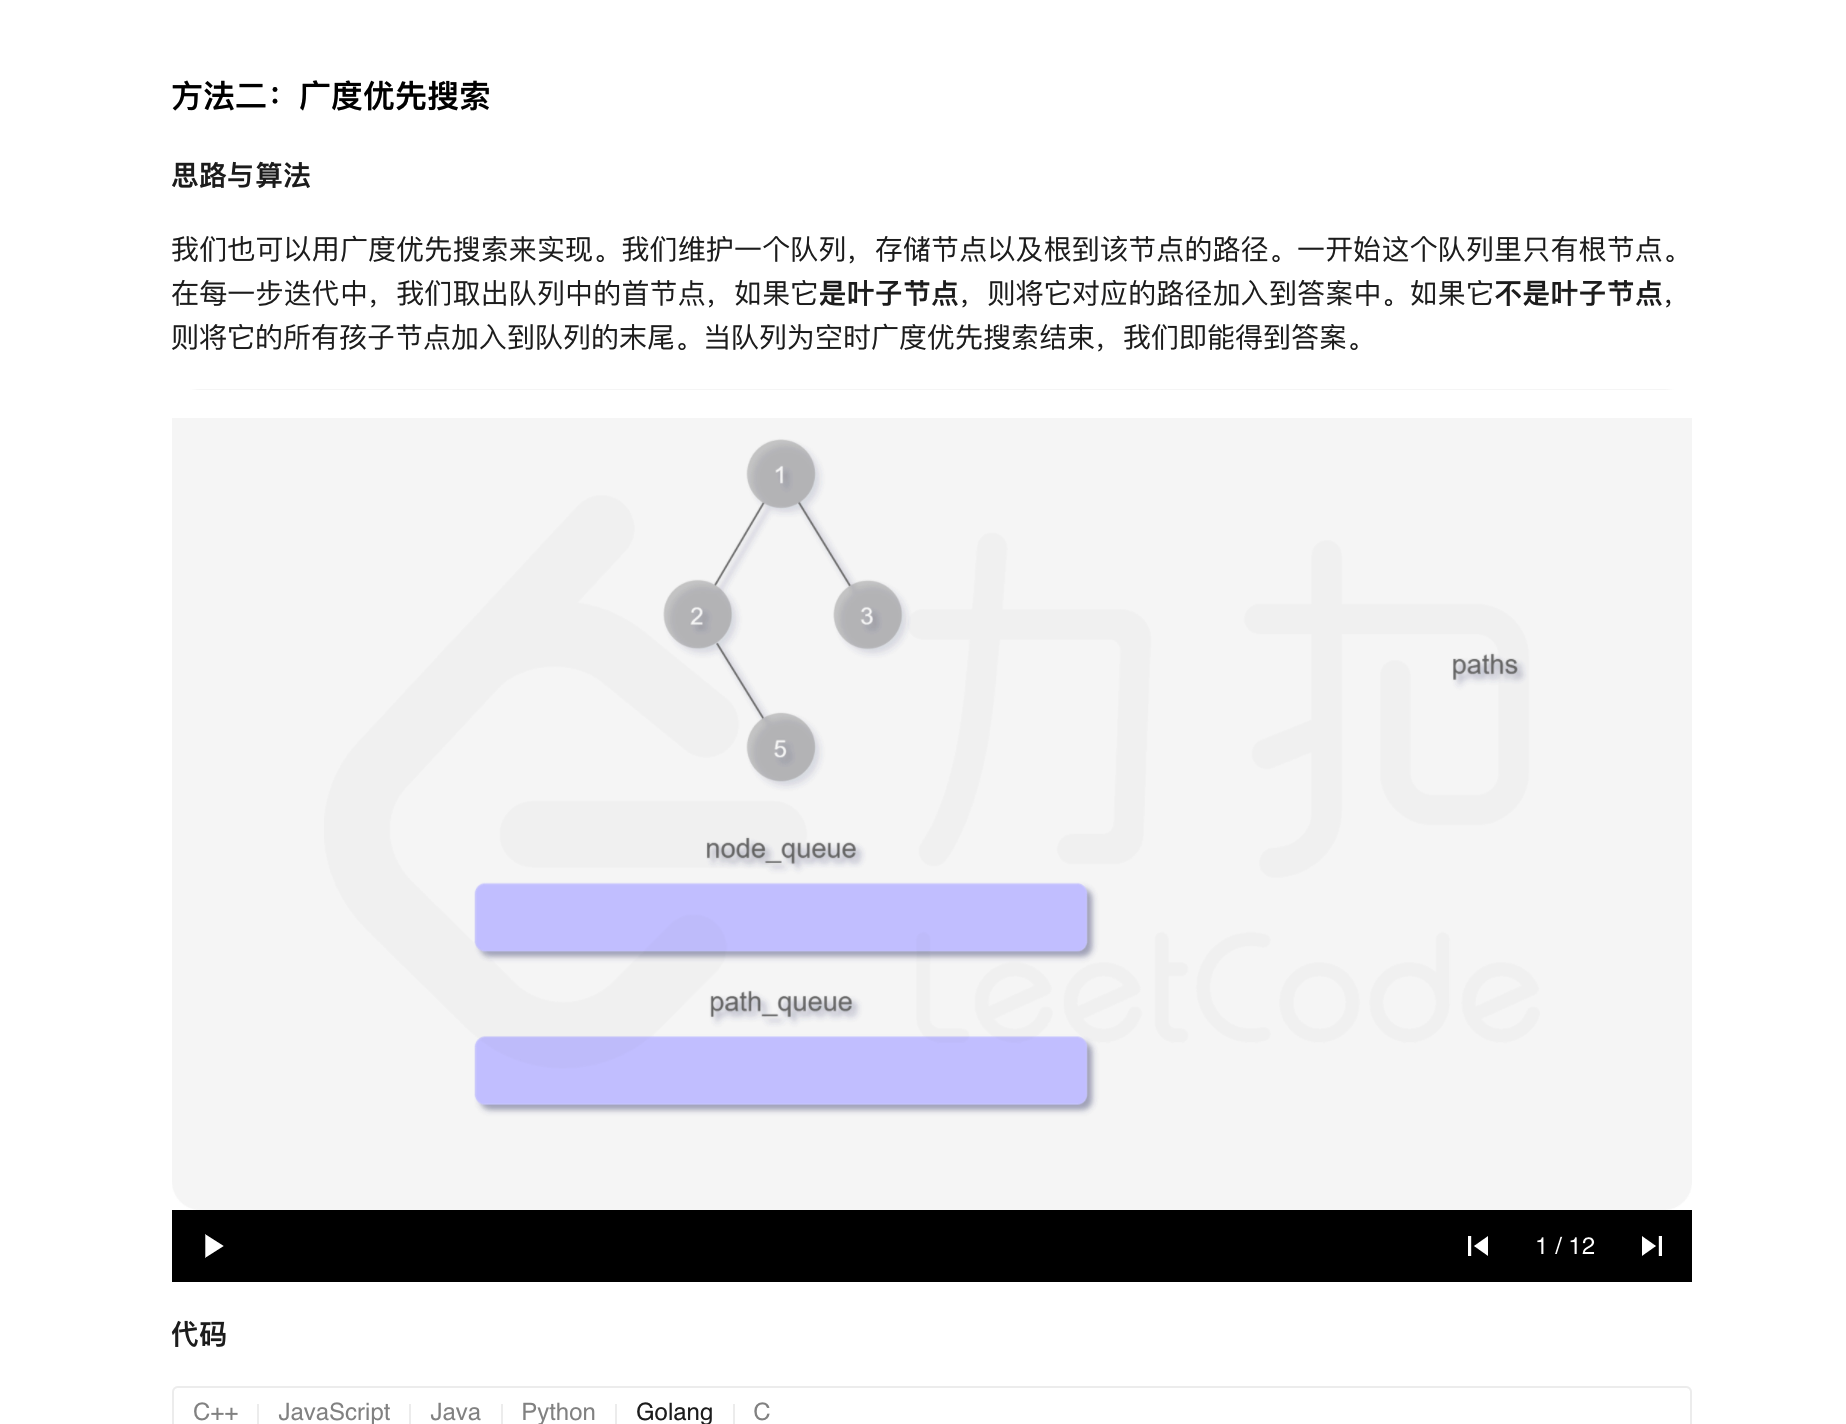 方法二：广度优先搜索
思路与算法
我们也可以用广度优先搜索来实现。我们维护一个队列，存储节点以及根到该节点的路径。一开始这个队列里只有根节点。
在每一步迭代中，我们取出队列中的首节点，如果它是叶子节点，则将它对应的路径加入到答案中。如果它不是叶子节点，
则将它的所有孩子节点加入到队列的末尾。当队列为空时广度优先搜索结束，我们即能得到答案。
1
2
3
5
力扣
LeetCode
paths
node_queue
path_queue
1 / 12
代码
C++ JavaScript Java Python Golang C